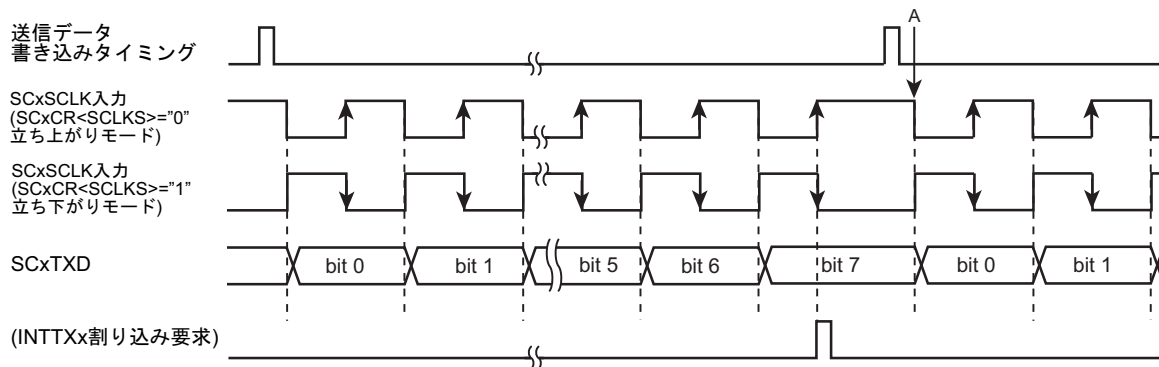 送信データ
書き込みタイミング
A
SCxSCLK入力
(SCxCR<SCLKS>="0"
立ち上がりモード)
SCxSCLK入力
(SCxCR<SCLKS>="1"
立ち下がりモード)
SCxTXD
bit 0
bit 1
bit 5
bit 6
bit 7
bit 0
bit 1
(INTTXx割り込み要求)